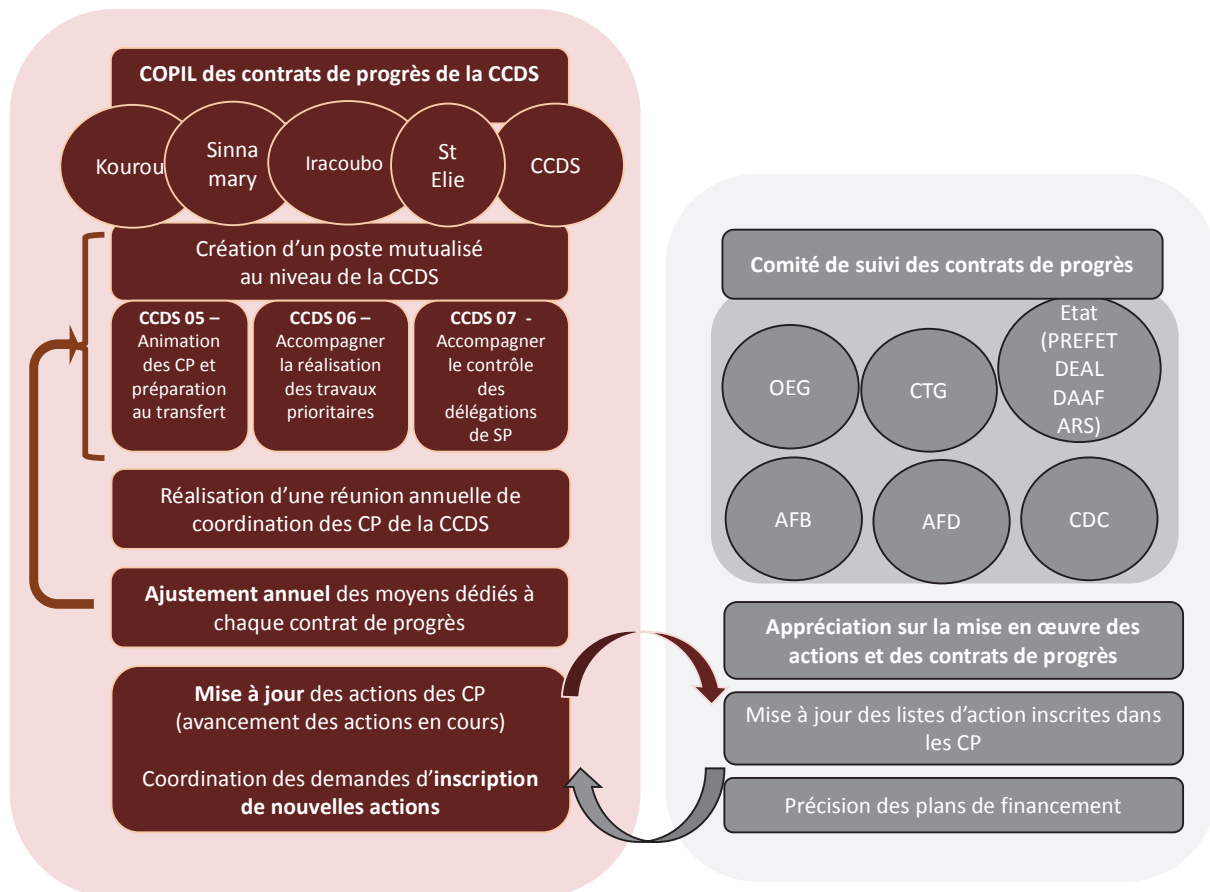 COPIL des contrats de progrès de la CCDS
Kourou
Sinna
mary
Iracoubo
St
Elie
CCDS
Création d'un poste mutualisé
au niveau de la CCDS
CCDS 05 –
Animation
des CP et
préparation
au transfert
CCDS 06 –
Accompagner
la réalisation
des travaux
prioritaires
CCDS 07 -
Accompagner
le contrôle
des
délégations
de SP
Réalisation d'une réunion annuelle de
coordination des CP de la CCDS
Ajustement annuel des moyens dédiés à
chaque contrat de progrès
Mise à jour des actions des CP
(avancement des actions en cours)
Coordination des demandes d'inscription
de nouvelles actions
Comité de suivi des contrats de progrès
OEG
CTG
Etat
(PREFET
DEAL
DAAF
ARS)
AFB
AFD
CDC
Appréciation sur la mise en œuvre des
actions et des contrats de progrès
Mise à jour des listes d'action inscrites dans
les CP
Précision des plans de financement